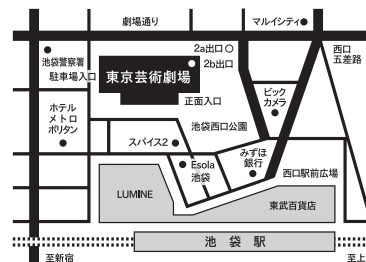 劇場通り
マルイシティ
2a出口
2b出口
西口
五差路
池袋警察署
駐車場入口
東京芸術劇場
正面入口
ビック
カメラ
ホテル
メトロ
ポリタン
池袋西口公園
スパイス2
Esola
池袋
みずほ
銀行
西口駅前広場
LUMINE
東武百貨店
池袋駅
至新宿
至上